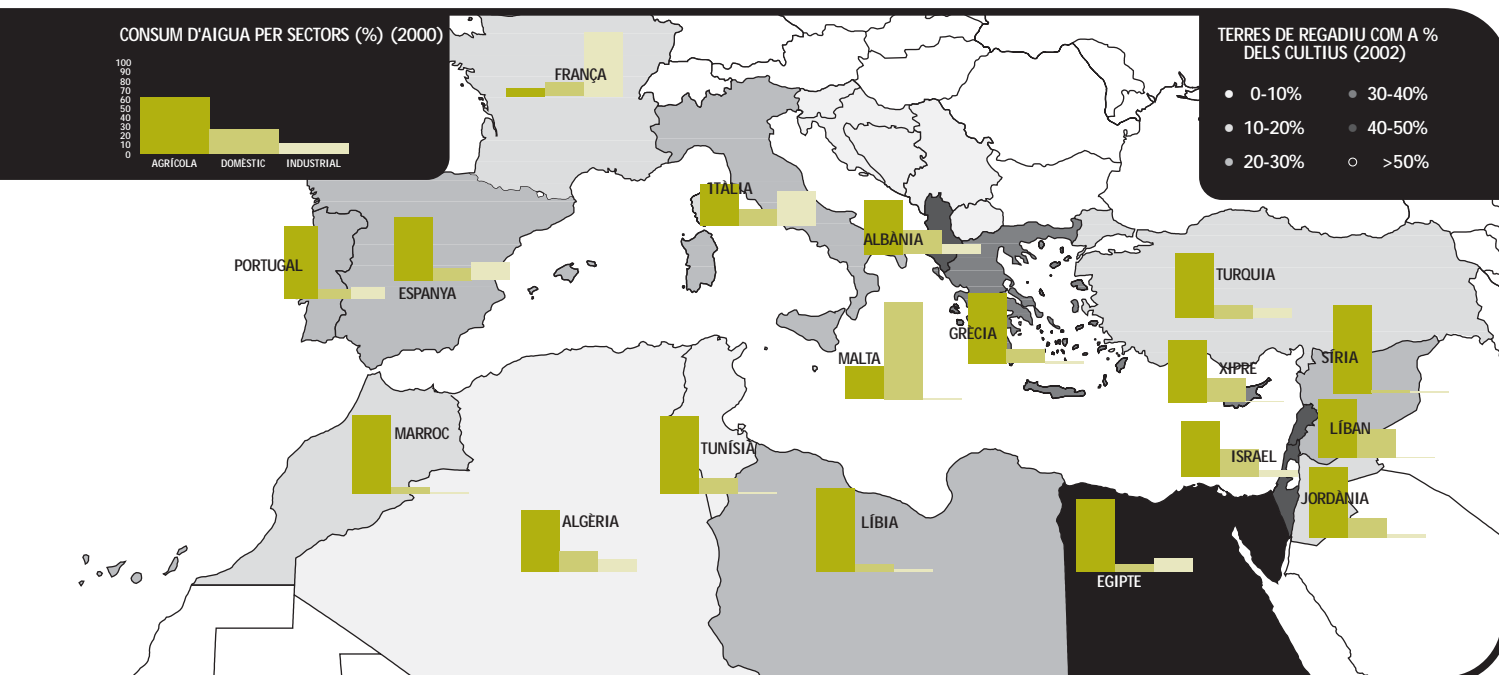 CONSUM D'AIGUA PER SECTORS (%) (2000)
100
90
80
70
60
50
40
30
20
10
0
AGRÍCOLA DOMÈSTIC INDUSTRIAL
TERRES DE REGADIU COM A %
DELS CULTIUS (2002)
0-10% 30-40%
10-20% 40-50%
20-30% >50%
FRANÇA
ITÀLIA
ALBÀNIA
PORTUGAL
ESPANYA
TURQUIA
GRÈCIA
MALTA
XIPRE
SÍRIA
MARROC
TUNÍSIA
LÍBAN
ISRAEL
JORDÀNIA
ALGÈRIA
LÍBIA
EGIPTE